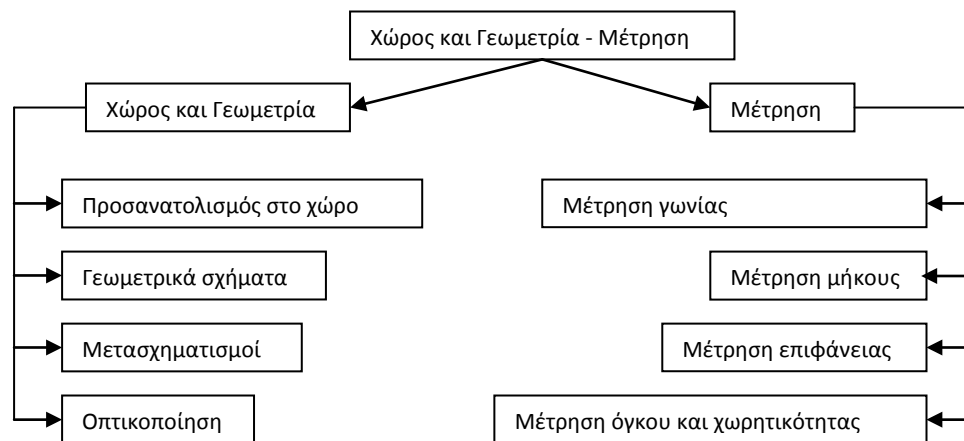 Χώρος και Γεωμετρία - Μέτρηση
Χώρος και Γεωμετρία
Μέτρηση
Προσανατολισμός στο χώρο
Μέτρηση γωνίας
Γεωμετρικά σχήματα
Μέτρηση μήκους
Μετασχηματισμοί
Μέτρηση επιφάνειας
Οπτικοποίηση
Μέτρηση όγκου και χωρητικότητας